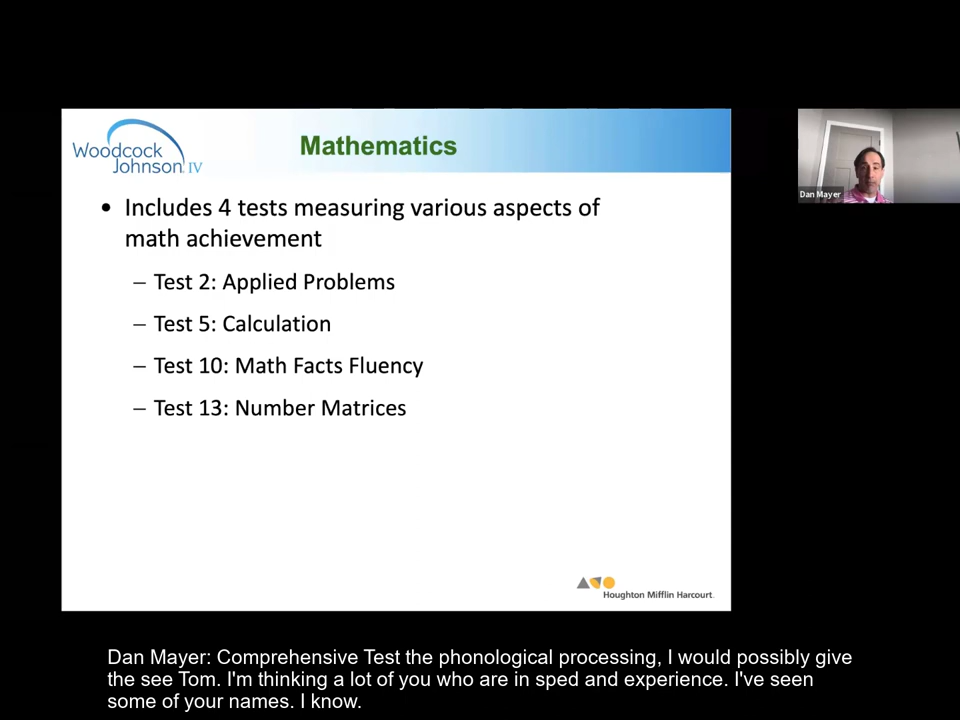 Woodcock
Johnson IV
Mathematics
• Includes 4 tests measuring various aspects of
math achievement
– Test 2: Applied Problems
– Test 5: Calculation
– Test 10: Math Facts Fluency
– Test 13: Number Matrices
Houghton Mifflin Harcourt.
Dan Mayer
Dan Mayer: Comprehensive Test the phonological processing, I would possibly give
the see Tom. I'm thinking a lot of you who are in sped and experience. I've seen
some of your names. I know.